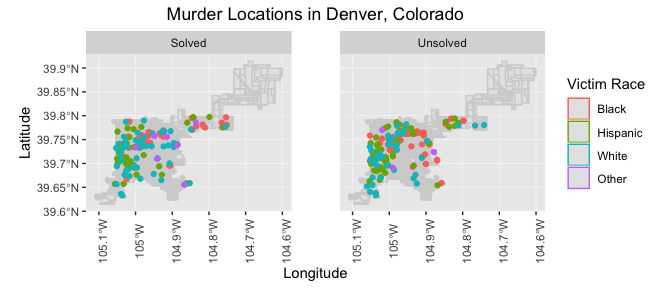 Murder Locations in Denver, Colorado
Solved
Unsolved
39.9°N
39.85°N
39.8°N
39.75°N
39.7°N
39.65°N
39.6°N
Latitude
105.1°W
105°W
104.9°W
104.8°W
104.7°W
104.6°W
105.1°W
105°W
104.9°W
104.8°W
104.7°W
104.6°W
Longitude
Victim Race
Black
Hispanic
White
Other